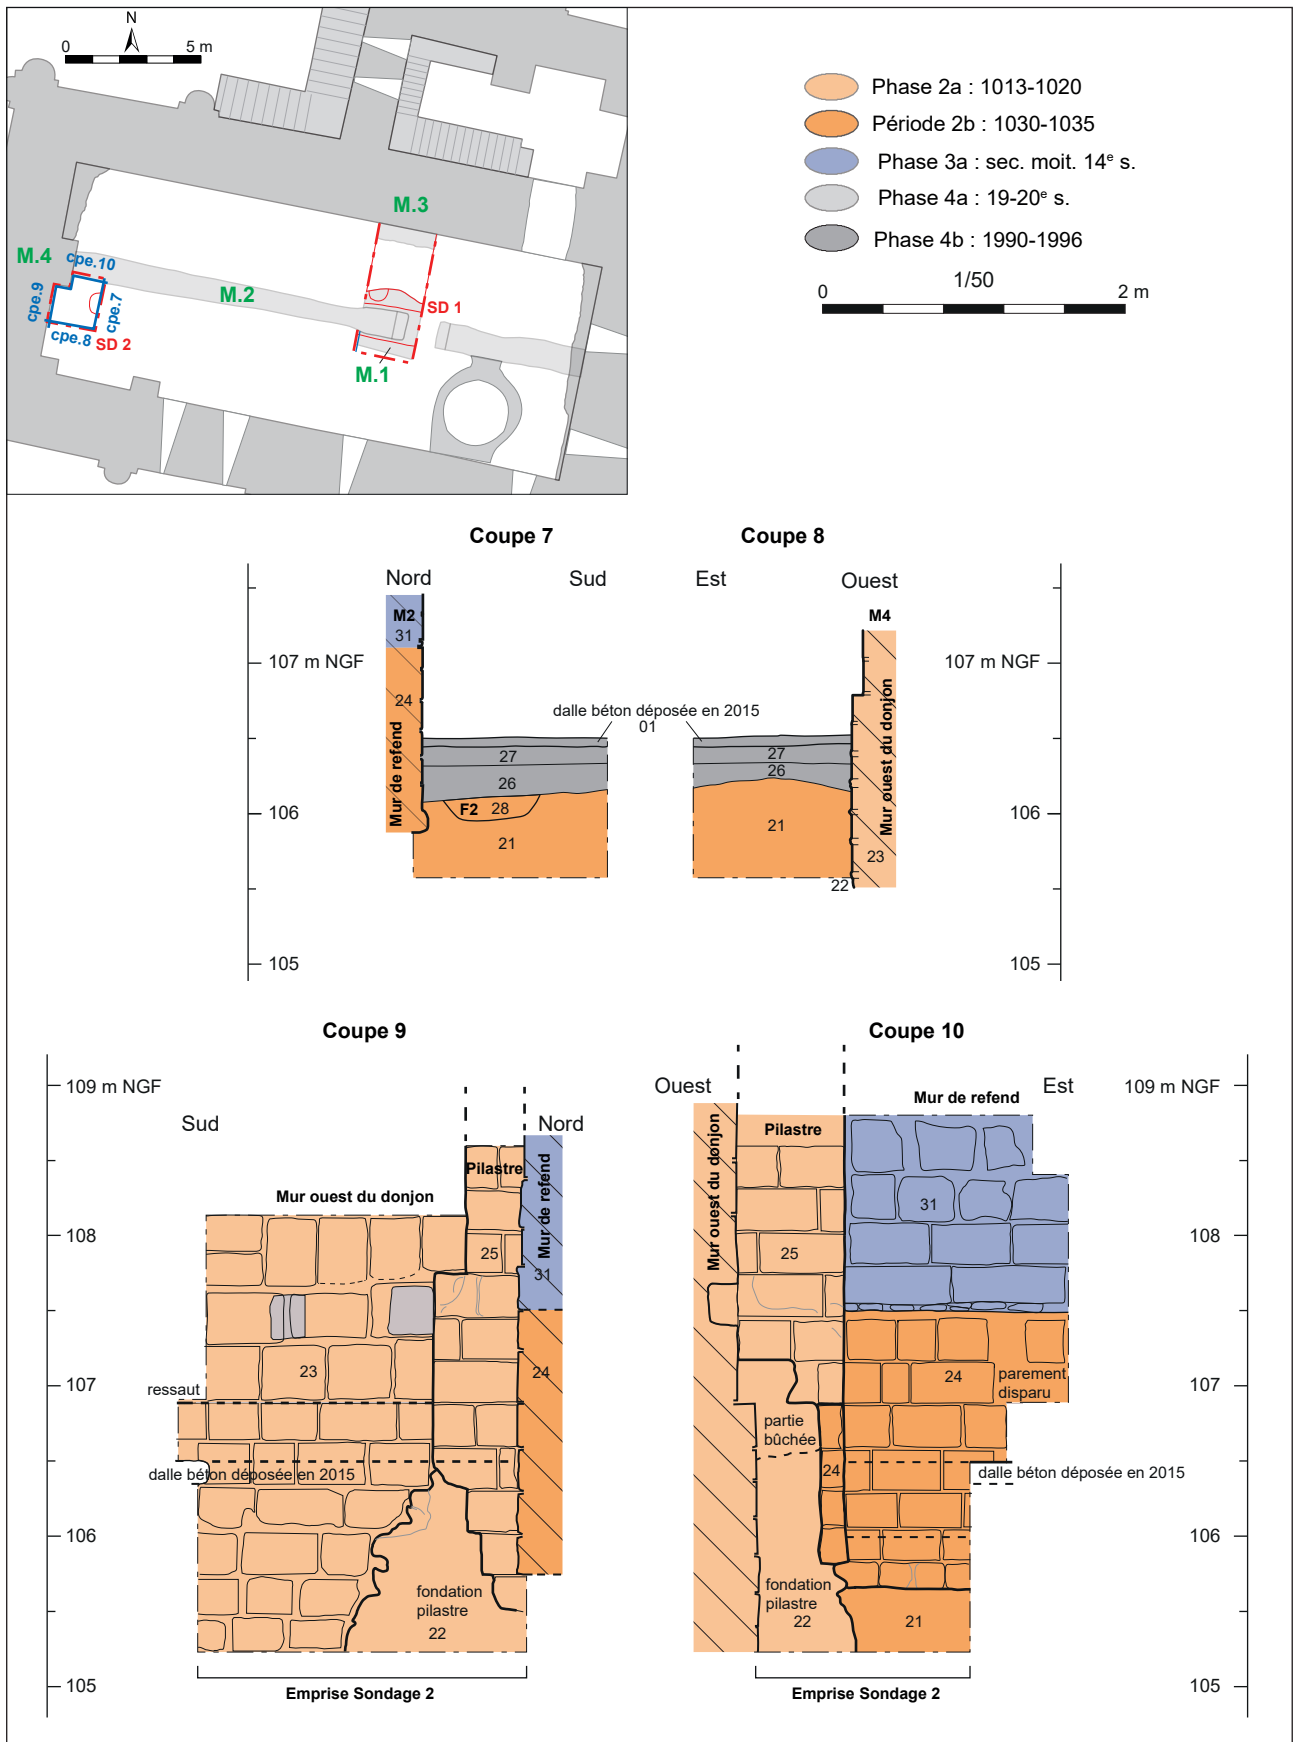 N
0 5 m
M.3
M.4
cpe.10
M.2
cpe.9
cpe.7
SD 1
cpe.8
SD 2
M.1
Phase 2a : 1013-1020
Période 2b : 1030-1035
Phase 3a : sec. moit. 14e s.
Phase 4a : 19-20e s.
Phase 4b : 1990-1996
1/50
0 2 m
Coupe 7
Nord
Sud
M2
31
107 m NGF
24
Mur de refend
27
26
F2 28
21
106
105
dalle béton déposée en 2015
01
Coupe 8
Est
Ouest
M4
107 m NGF
Mur ouest du donjon
27
26
21
23
22
106
105
Coupe 9
109 m NGF
Sud
Nord
Pilastre
Mur de refend
Mur ouest du donjon
108
25
31
23
24
107
ressaut
dalle béton déposée en 2015
106
fondation
pilastre
22
105
Emprise Sondage 2
Coupe 10
Ouest
Est
109 m NGF
Mur de refend
Pilastre
Mur ouest du donjon
31
108
25
24
parement
disparu
107
partie
bûchée
24
dalle béton déposée en 2015
106
fondation
pilastre
22
21
105
Emprise Sondage 2